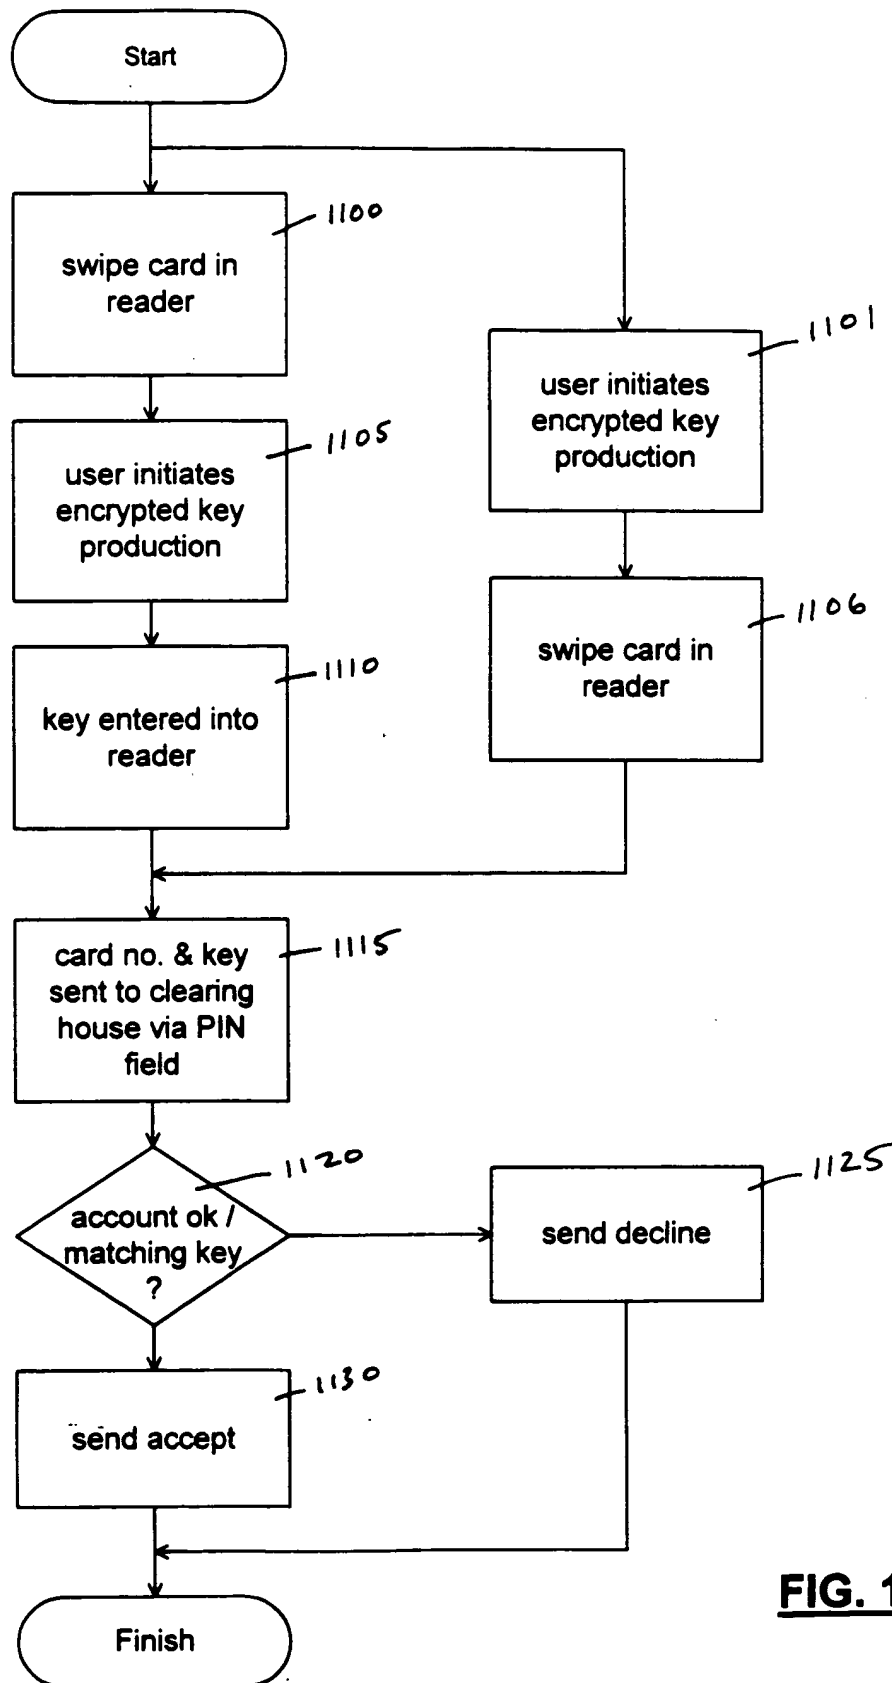 Start
1100
swipe card in
reader
1101
user initiates
encrypted key
production
1105
user initiates
encrypted key
production
1106
swipe card in
reader
1110
key entered into
reader
1115
card no. & key
sent to clearing
house via PIN
field
1120
account ok /
matching key
?
1125
send decline
1130
send accept
FIG. 1
Finish